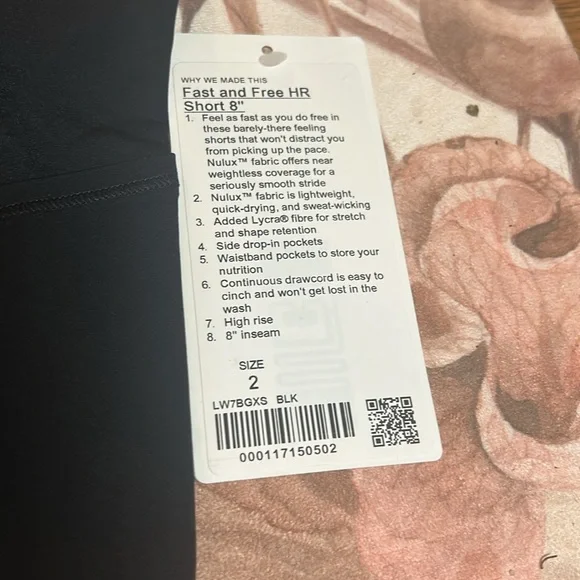 WHY WE MADE THIS
Fast and Free HR
Short 8"
1. Feel as fast as you do free in
these barely-there feeling
shorts that won't distract you
from picking up the pace.
Nulux™ fabric offers near
weightless coverage for a
seriously smooth stride
2. Nulux™ fabric is lightweight,
quick-drying, and sweat-wicking
3. Added Lycra® fibre for stretch
and shape retention
4. Side drop-in pockets
5. Waistband pockets to store your
nutrition
6. Continuous drawcord is easy to
cinch and won't get lost in the
wash
7. High rise
8. 8" inseam
SIZE
2
LW7BGXS BLK
000117150502